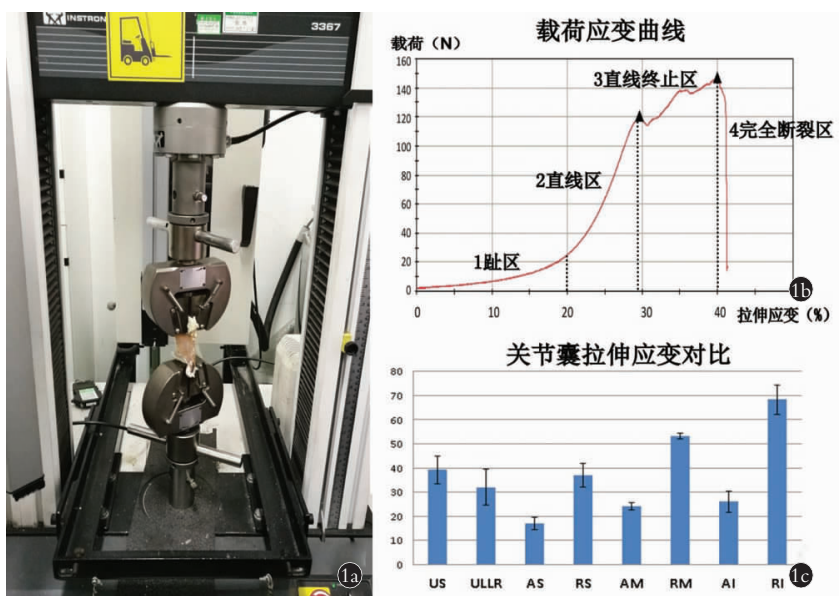 INSTRON
3367
1a
载荷应变曲线
载荷（N）
160
140
120
100
80
60
40
20
0
0
10
20
30
40
拉伸应变（%）
1趾区
2直线区
3直线终止区
4完全断裂区
1b
关节囊拉伸应变对比
80
70
60
50
40
30
20
10
0
US
ULLR
AS
RS
AM
RM
AI
RI
1c